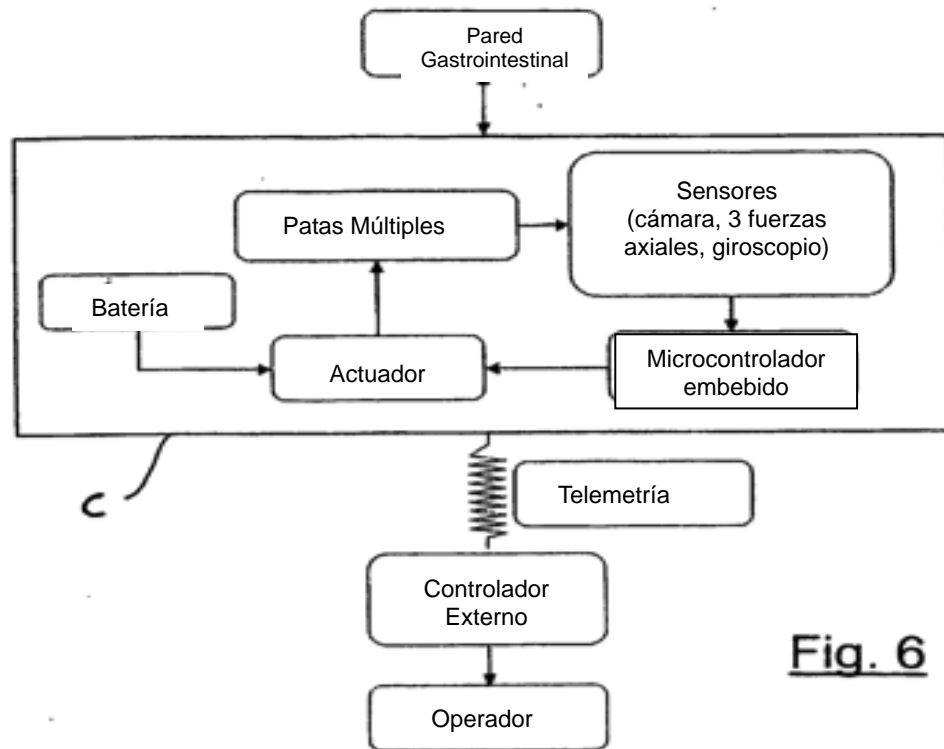 Pared
Gastrointestinal
Sensores
(cámara, 3 fuerzas
axiales, giroscopio)
Patas Múltiples
Batería
Actuador
Microcontrolador
embebido
C
Telemetría
Controlador
Externo
Operador
Fig. 6